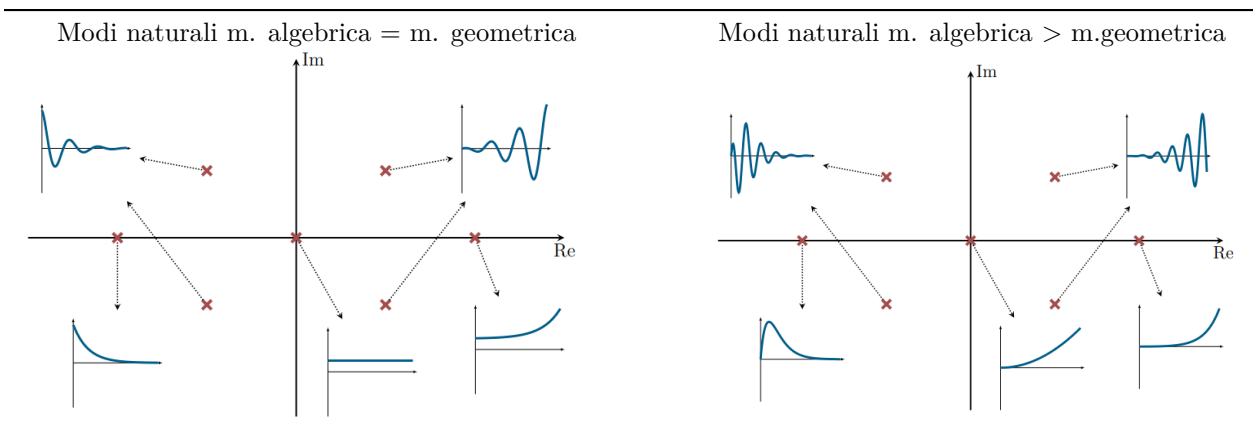 Modi naturali m. algebrica = m. geometrica
Im
Re
Modi naturali m. algebrica > m.geometrica
Im
Re